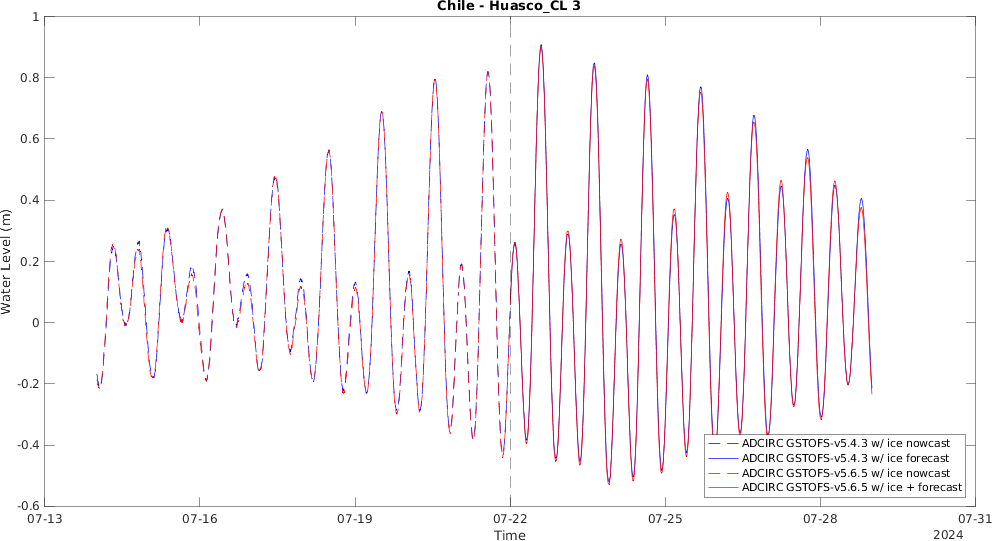 Chile - Huasco_CL 3
1
0.8
0.6
0.4
0.2
0
-0.2
-0.4
-0.6
Water Level (m)
07-13
07-16
07-19
07-22
07-25
07-28
07-31
Time
2024
ADCIRC GSTOFS-v5.4.3 w/ ice nowcast
ADCIRC GSTOFS-v5.4.3 w/ ice forecast
ADCIRC GSTOFS-v5.6.5 w/ ice nowcast
ADCIRC GSTOFS-v5.6.5 w/ ice + forecast